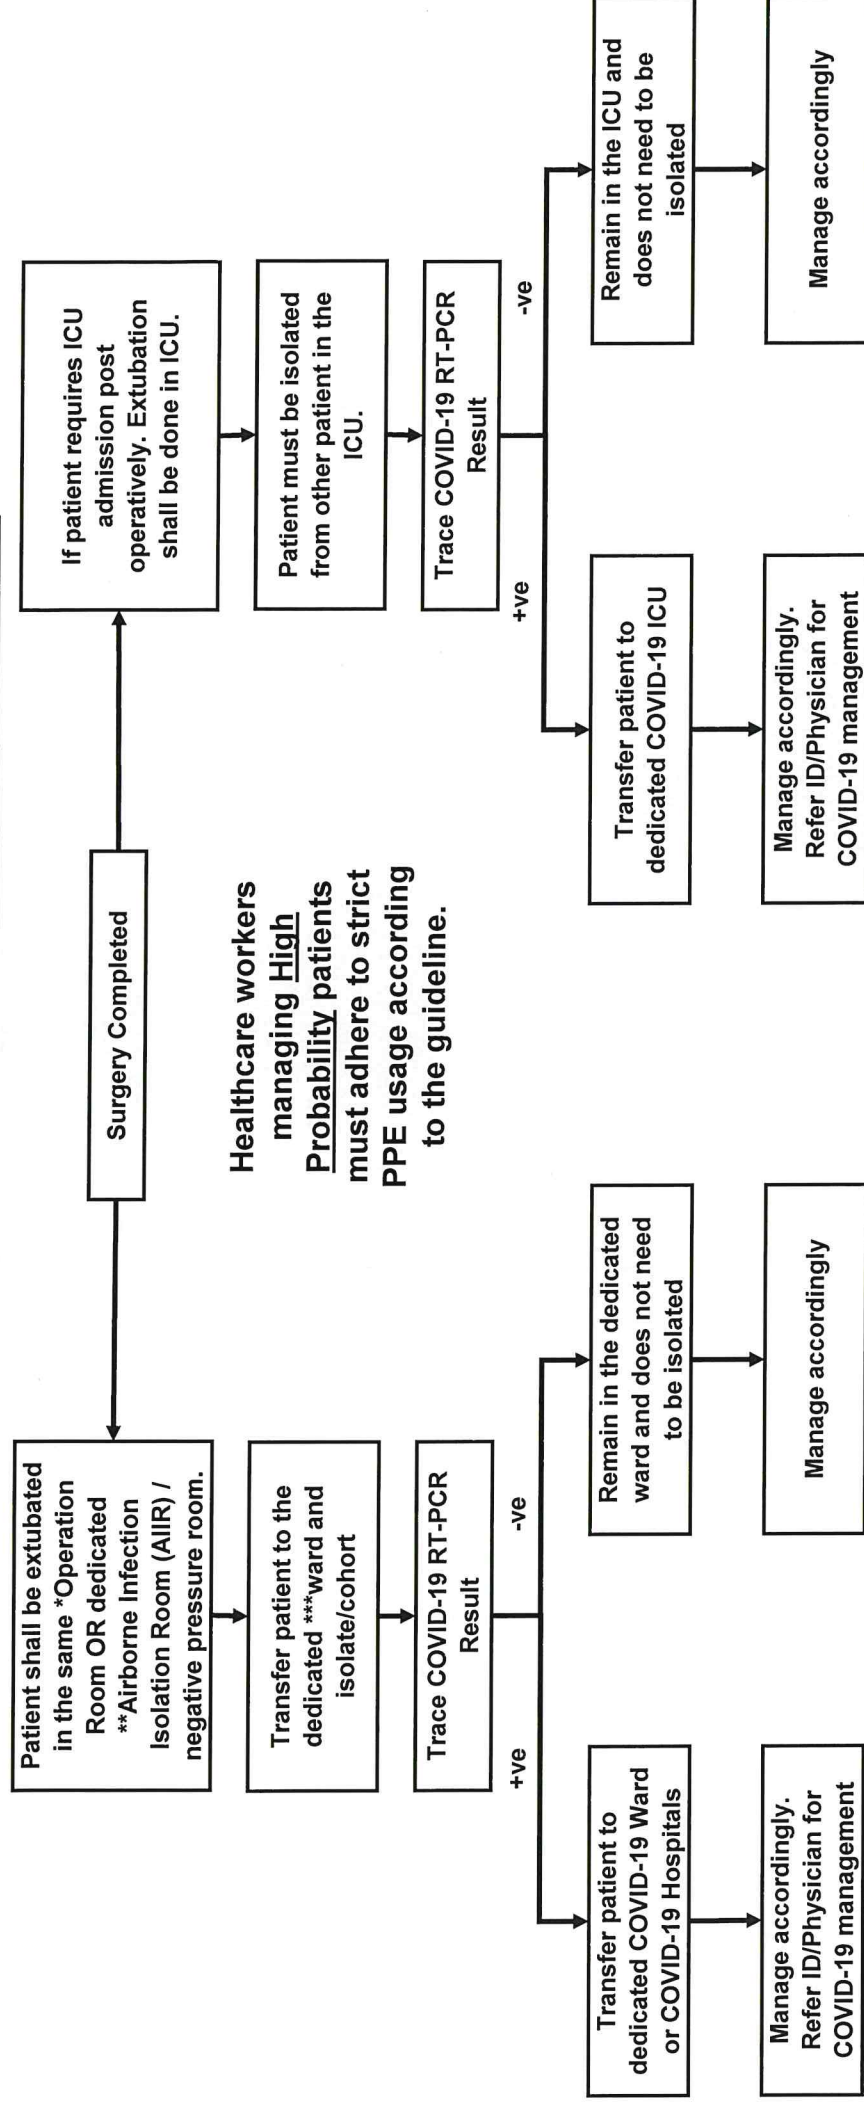 Surgery Completed
Patient shall be extubated
in the same *Operation
Room OR dedicated
**Airborne Infection
Isolation Room (AIIR) /
negative pressure room.
Transfer patient to the
dedicated ***ward and
isolate/cohort
Trace COVID-19 RT-PCR
Result
+ve
-ve
Transfer patient to
dedicated COVID-19 Ward
or COVID-19 Hospitals
Manage accordingly.
Refer ID/Physician for
COVID-19 management
Remain in the dedicated
ward and does not need
to be isolated
Manage accordingly
Healthcare workers
managing High
Probability patients
must adhere to strict
PPE usage according
to the guideline.
If patient requires ICU
admission post
operatively. Extubation
shall be done in ICU.
Patient must be isolated
from other patient in the
ICU.
Trace COVID-19 RT-PCR
Result
+ve
-ve
Transfer patient to
dedicated COVID-19 ICU
Manage accordingly.
Refer ID/Physician for
COVID-19 management
Remain in the ICU and
does not need to be
isolated
Manage accordingly